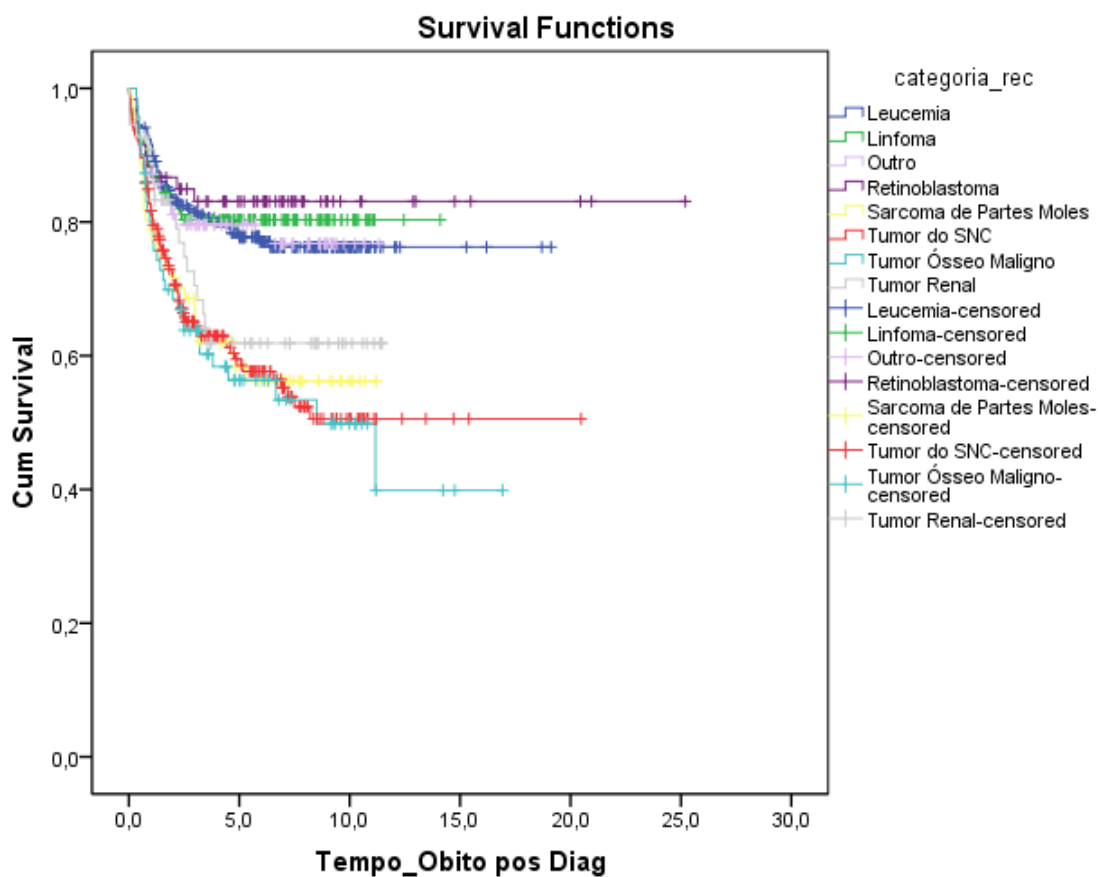 Survival Functions
Cum Survival
1,0
0,8
0,6
0,4
0,2
0,0
0,0 5,0 10,0 15,0 20,0 25,0 30,0
Tempo_Obito pos Diag
categoria_rec
Leucemia
Linfoma
Outro
Retinoblastoma
Sarcoma de Partes Moles
Tumor do SNC
Tumor Ósseo Maligno
Tumor Renal
Leucemia-censored
Linfoma-censored
Outro-censored
Retinoblastoma-censored
Sarcoma de Partes Moles-
censored
Tumor do SNC-censored
Tumor Ósseo Maligno-
censored
Tumor Renal-censored